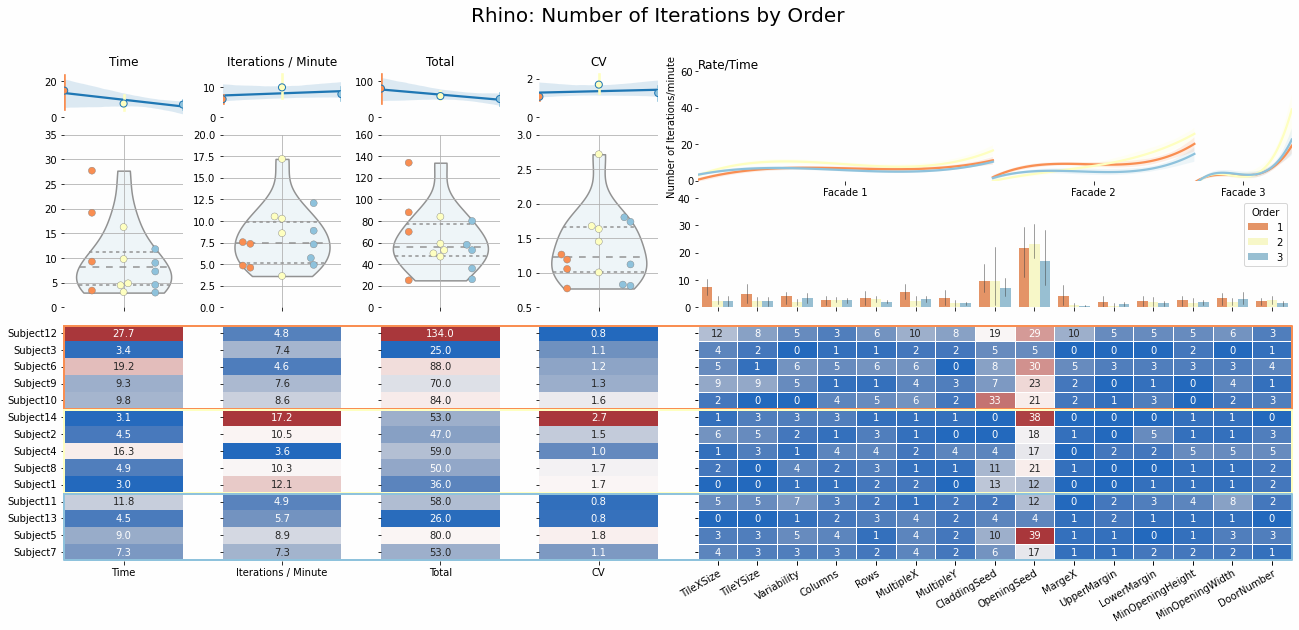 Rhino: Number of Iterations by Order
Time
Iterations / Minute
Total
CV
Rate/Time
20
0
10
0
100
0
2
0
Number of Iterations/minute
60
40
20
0
Facade 1
Facade 2
Facade 3
35
30
25
20
15
10
5
0
20.0
17.5
15.0
12.5
10.0
7.5
5.0
2.5
0.0
160
140
120
100
80
60
40
20
0
3.0
2.5
2.0
1.5
1.0
0.5
40
30
20
10
0
Order
1
2
3
Subject12 27.7 4.8 134.0 0.8 12 8 5 3 6 10 8 19 29 10 5 5 5 6 3
Subject3 3.4 7.4 25.0 1.1 4 2 0 1 1 2 2 5 5 0 0 0 2 0 1
Subject6 19.2 4.6 88.0 1.2 5 1 6 5 6 6 0 8 30 5 3 3 3 3 4
Subject9 9.3 7.6 70.0 1.3 9 9 5 1 1 4 3 7 23 2 0 1 0 4 1
Subject10 9.8 8.6 84.0 1.6 2 0 0 4 5 6 2 33 21 2 1 3 0 2 3
Subject14 3.1 17.2 53.0 2.7 1 3 3 3 1 1 1 0 38 0 0 0 1 1 0
Subject2 4.5 10.5 47.0 1.5 6 5 2 1 3 1 0 0 18 1 0 5 1 1 3
Subject4 16.3 3.6 59.0 1.0 1 3 1 4 4 2 4 4 17 0 2 2 5 5 5
Subject8 4.9 10.3 50.0 1.7 2 0 4 2 3 1 1 11 21 1 0 0 1 1 2
Subject1 3.0 12.1 36.0 1.7 0 0 1 1 2 2 0 13 12 0 0 1 1 1 2
Subject11 11.8 4.9 58.0 0.8 5 5 7 3 2 1 2 2 12 0 2 3 4 8 2
Subject13 4.5 5.7 26.0 0.8 0 0 1 2 3 4 2 4 4 1 2 1 1 1 0
Subject5 9.0 8.9 80.0 1.8 3 3 5 4 1 4 2 10 39 1 1 0 1 3 3
Subject7 7.3 7.3 53.0 1.1 4 3 3 3 2 4 2 6 17 1 1 2 2 2 1
Time
Iterations / Minute
Total
CV
TileXSize
TileYSize
Variability
Columns
Rows
MultipleX
MultipleY
CladdingSeed
OpeningSeed
MargeX
UpperMargin
LowerMargin
MinOpeningHeight
MinOpeningWidth
DoorNumber